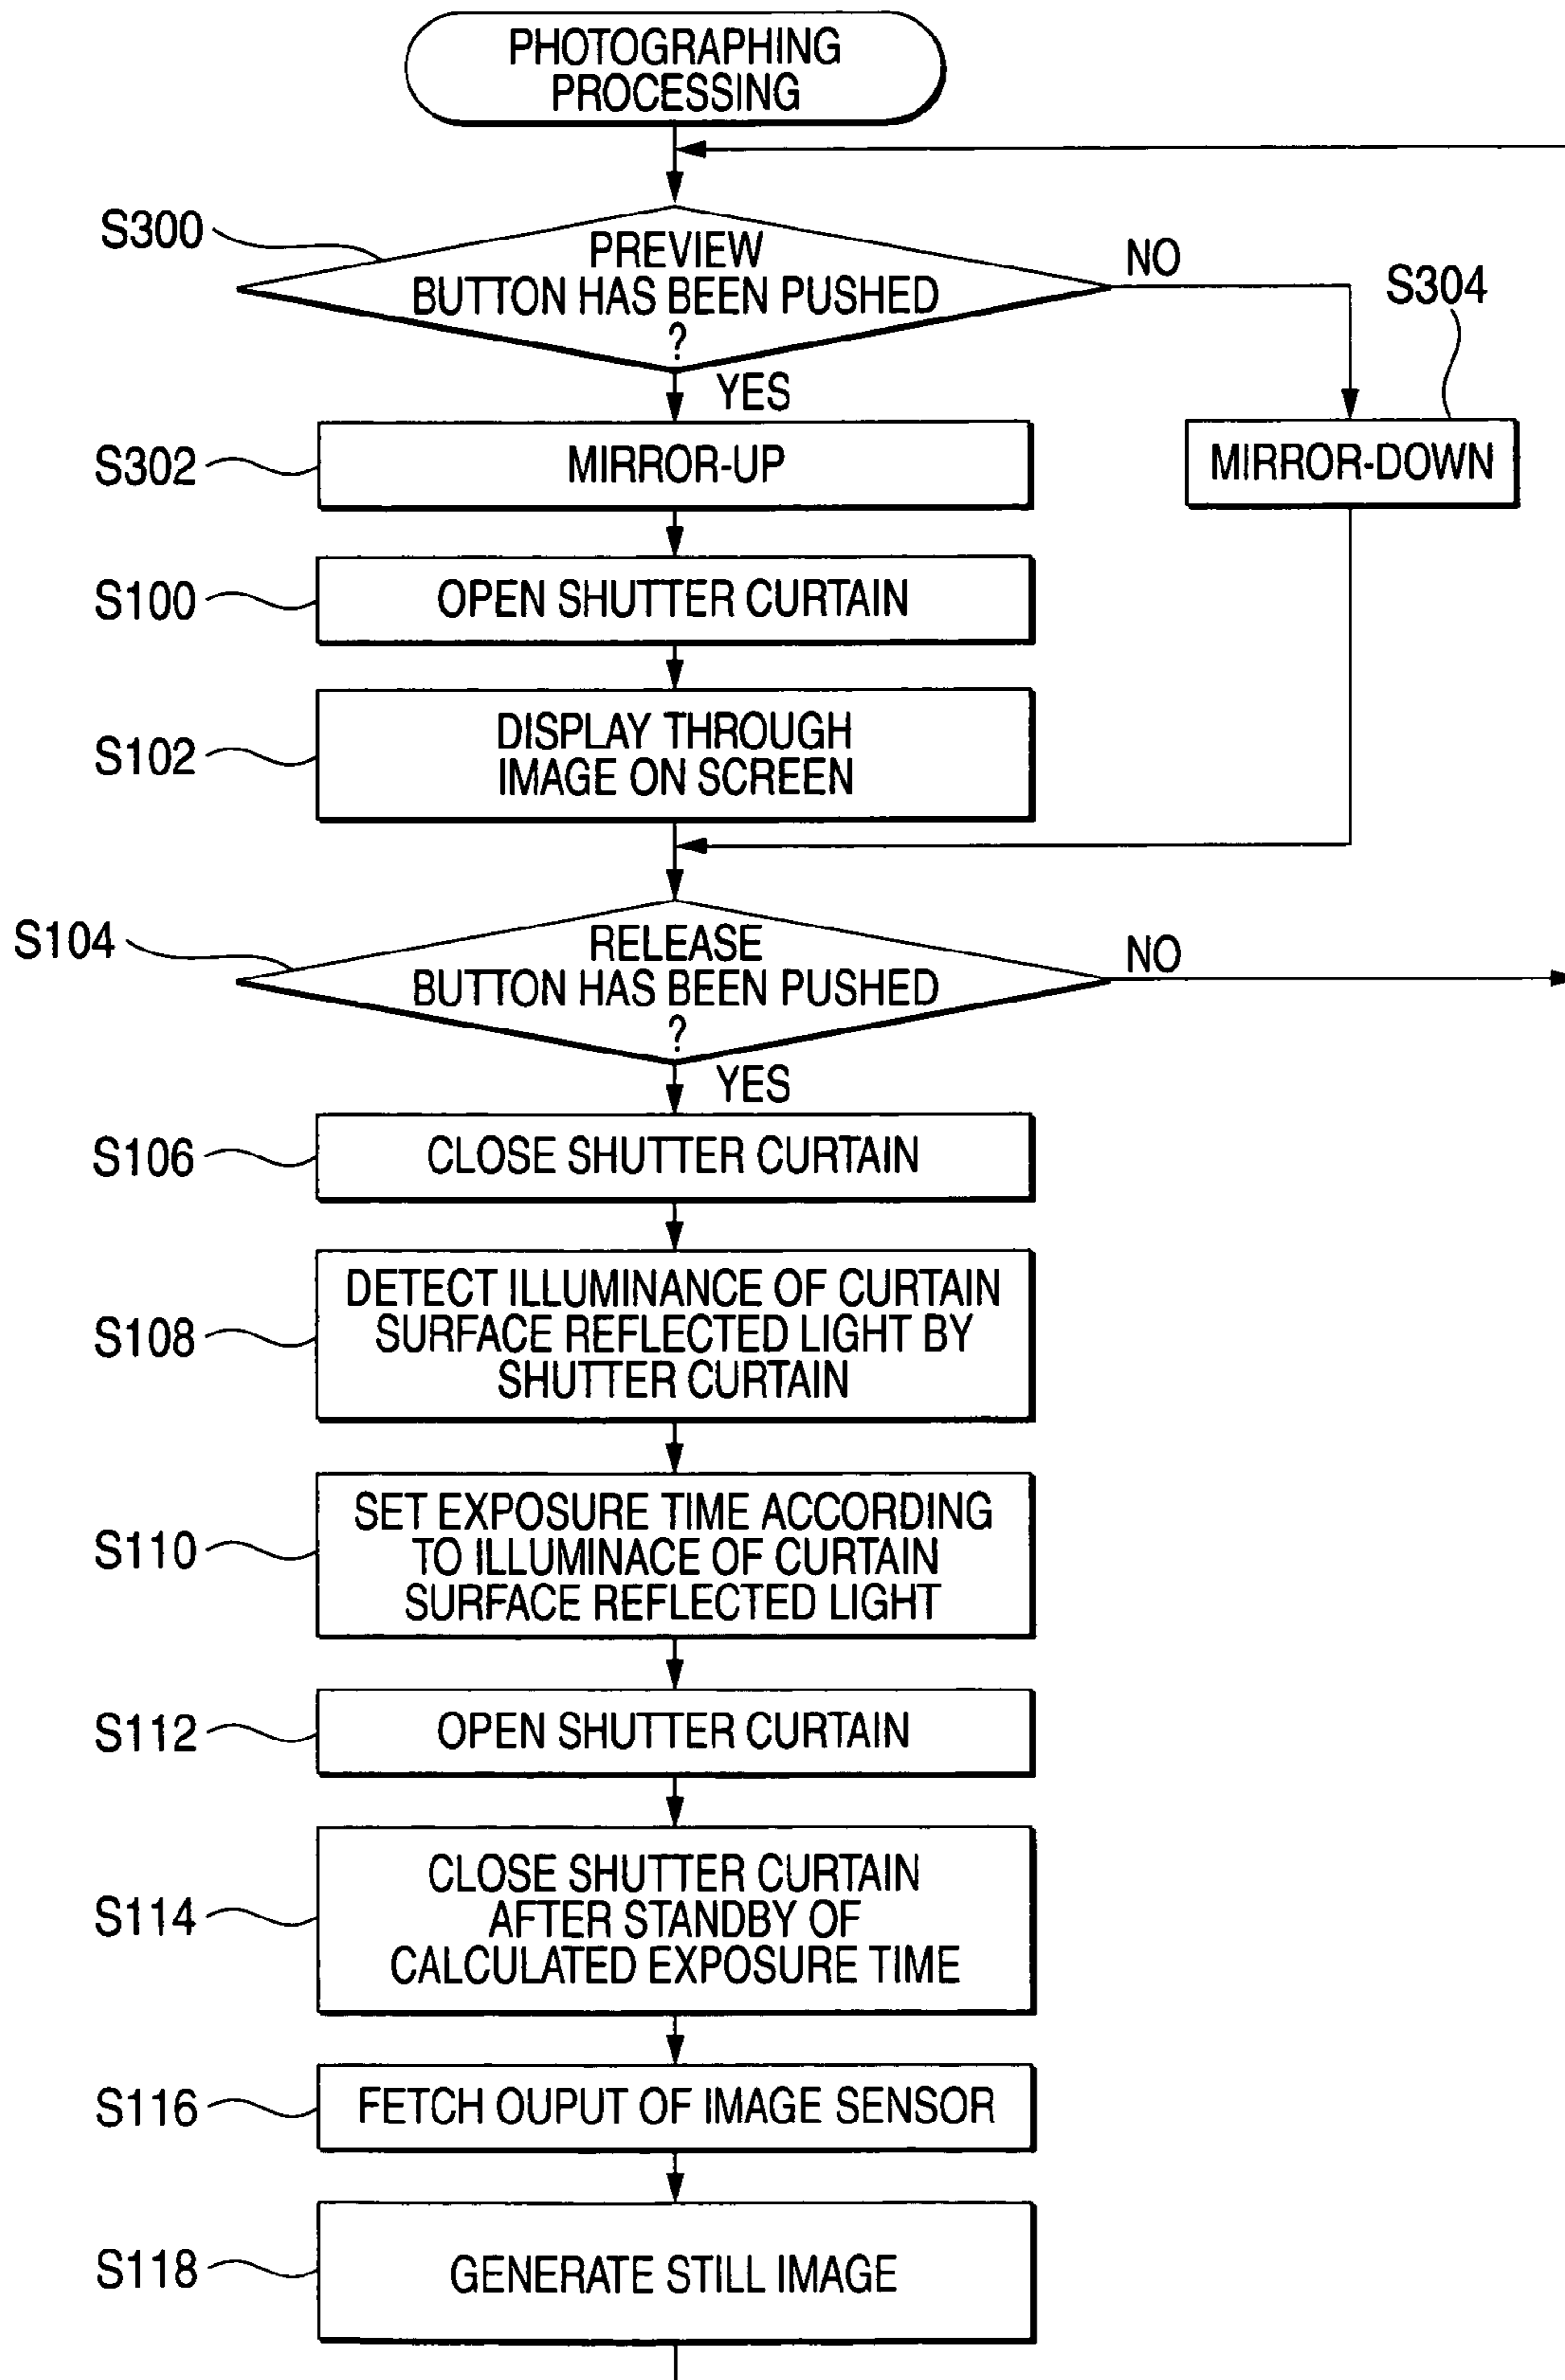 PHOTOGRAPHING
PROCESSING
S300
PREVIEW
BUTTON HAS BEEN PUSHED
?
NO
S304
YES
S302
MIRROR-UP
MIRROR-DOWN
S100
OPEN SHUTTER CURTAIN
S102
DISPLAY THROUGH
IMAGE ON SCREEN
S104
RELEASE
BUTTON HAS BEEN PUSHED
?
NO
YES
S106
CLOSE SHUTTER CURTAIN
S108
DETECT ILLUMINANCE OF CURTAIN
SURFACE REFLECTED LIGHT BY
SHUTTER CURTAIN
S110
SET EXPOSURE TIME ACCORDING
TO ILLUMINACE OF CURTAIN
SURFACE REFLECTED LIGHT
S112
OPEN SHUTTER CURTAIN
S114
CLOSE SHUTTER CURTAIN
AFTER STANDBY OF
CALCULATED EXPOSURE TIME
S116
FETCH OUPUT OF IMAGE SENSOR
S118
GENERATE STILL IMAGE